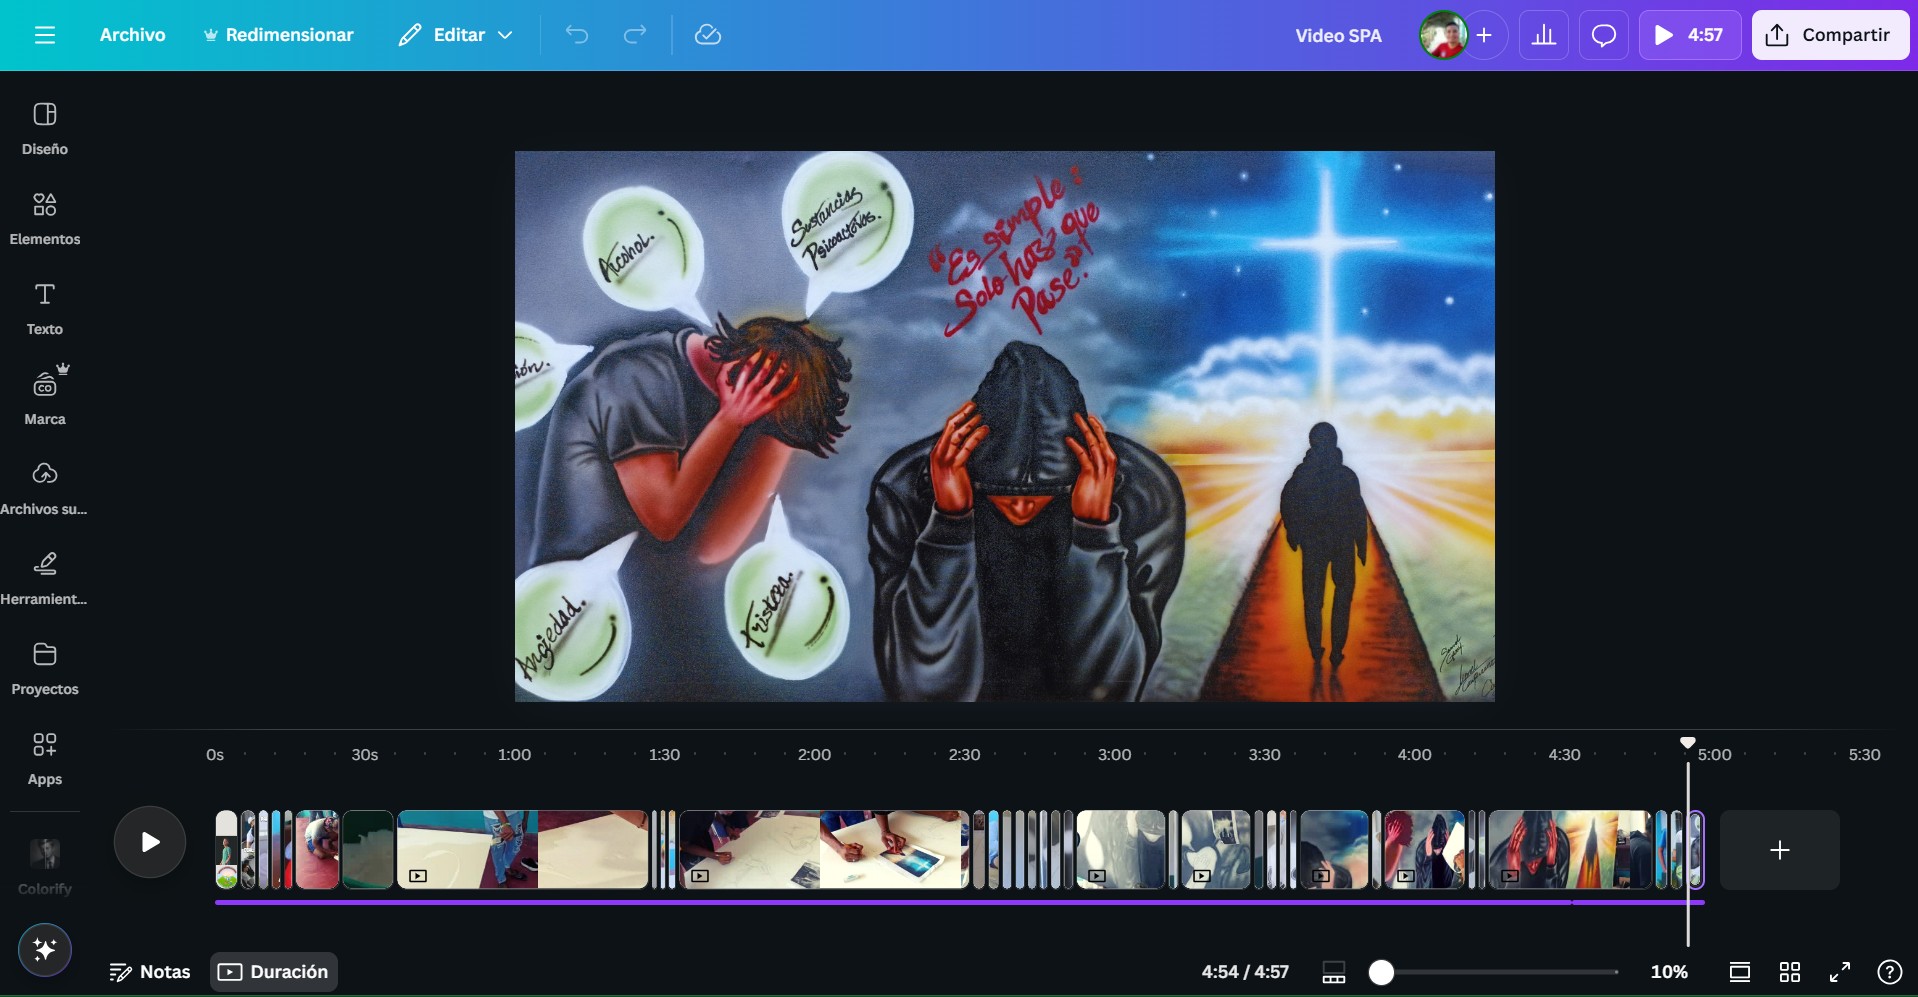 Archivo
Redimensionar
Editar
Video SPA
4:57
Compartir
Diseño
Elementos
Texto
Marca
CO
Archivos su...
Herramient...
Proyectos
Apps
Colorify
Alcohol.
Sustancias
Psicoactivas.
"Es simple:
Solo haz que
Pase."
ión.
Ansiedad.
Tristeza.
0s
30s
1:00
1:30
2:00
2:30
3:00
3:30
4:00
4:30
5:00
5:30
Notas
Duración
4:54 / 4:57
10%